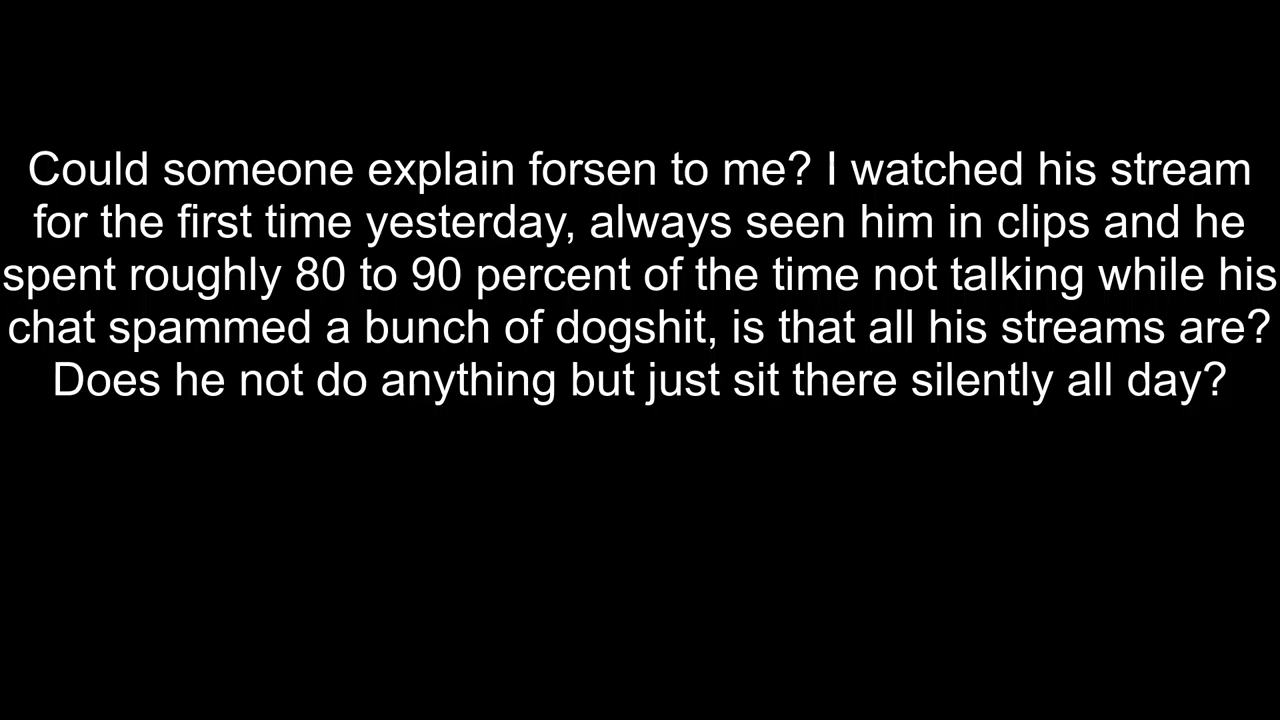 Could someone explain forsen to me? I watched his stream
for the first time yesterday, always seen him in clips and he
spent roughly 80 to 90 percent of the time not talking while his
chat spammed a bunch of dogshit, is that all his streams are?
Does he not do anything but just sit there silently all day?